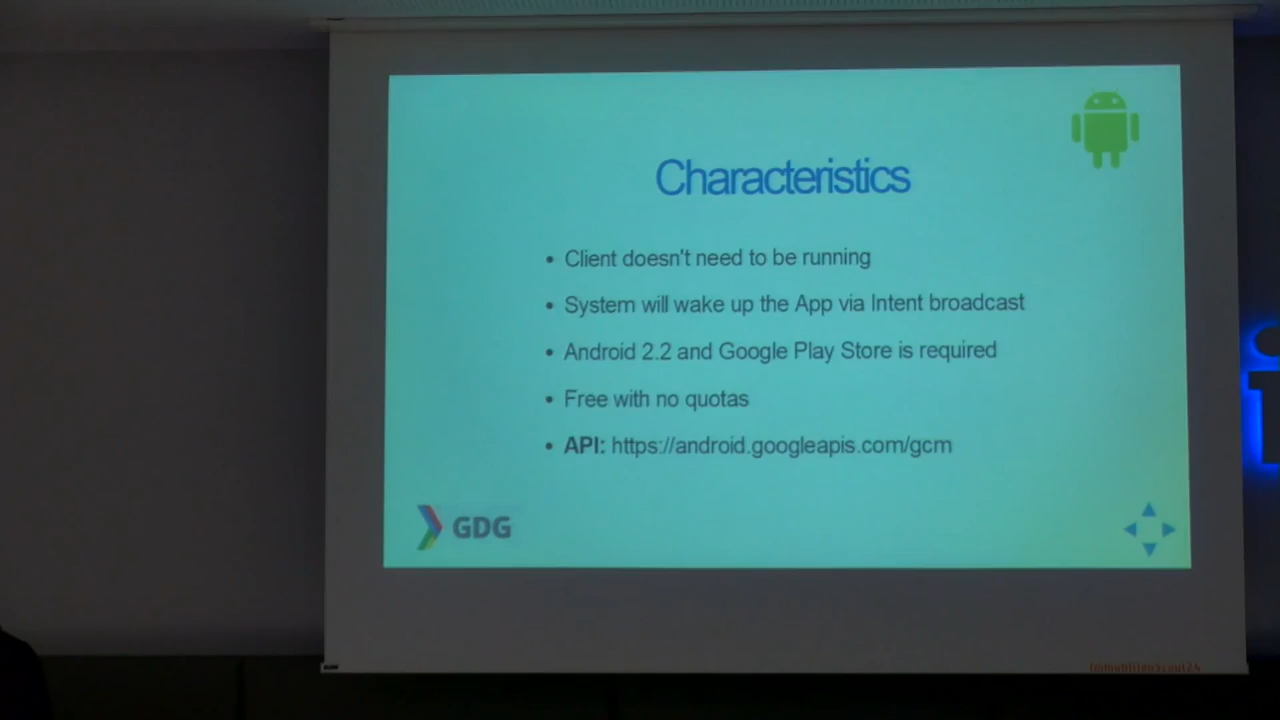 Characteristics
• Client doesn't need to be running
• System will wake up the App via Intent broadcast
• Android 2.2 and Google Play Store is required
• Free with no quotas
• API: https://android.googleapis.com/gcm
GDG
ImmobilienScout24